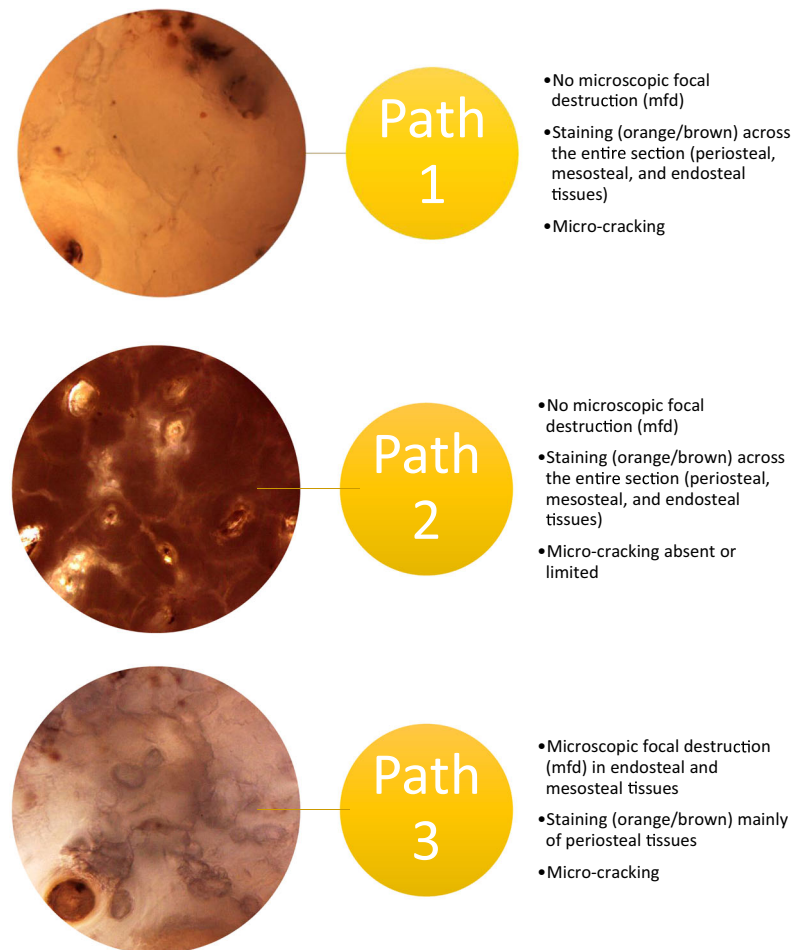 Path
1
•No microscopic focal
destruction (mfd)
•Staining (orange/brown) across
the entire section (periosteal,
mesosteal, and endosteal
tissues)
•Micro-cracking
Path
2
•No microscopic focal
destruction (mfd)
•Staining (orange/brown) across
the entire section (periosteal,
mesosteal, and endosteal
tissues)
•Micro-cracking absent or
limited
Path
3
•Microscopic focal destruction
(mfd) in endosteal and
mesosteal tissues
•Staining (orange/brown) mainly
of periosteal tissues
•Micro-cracking